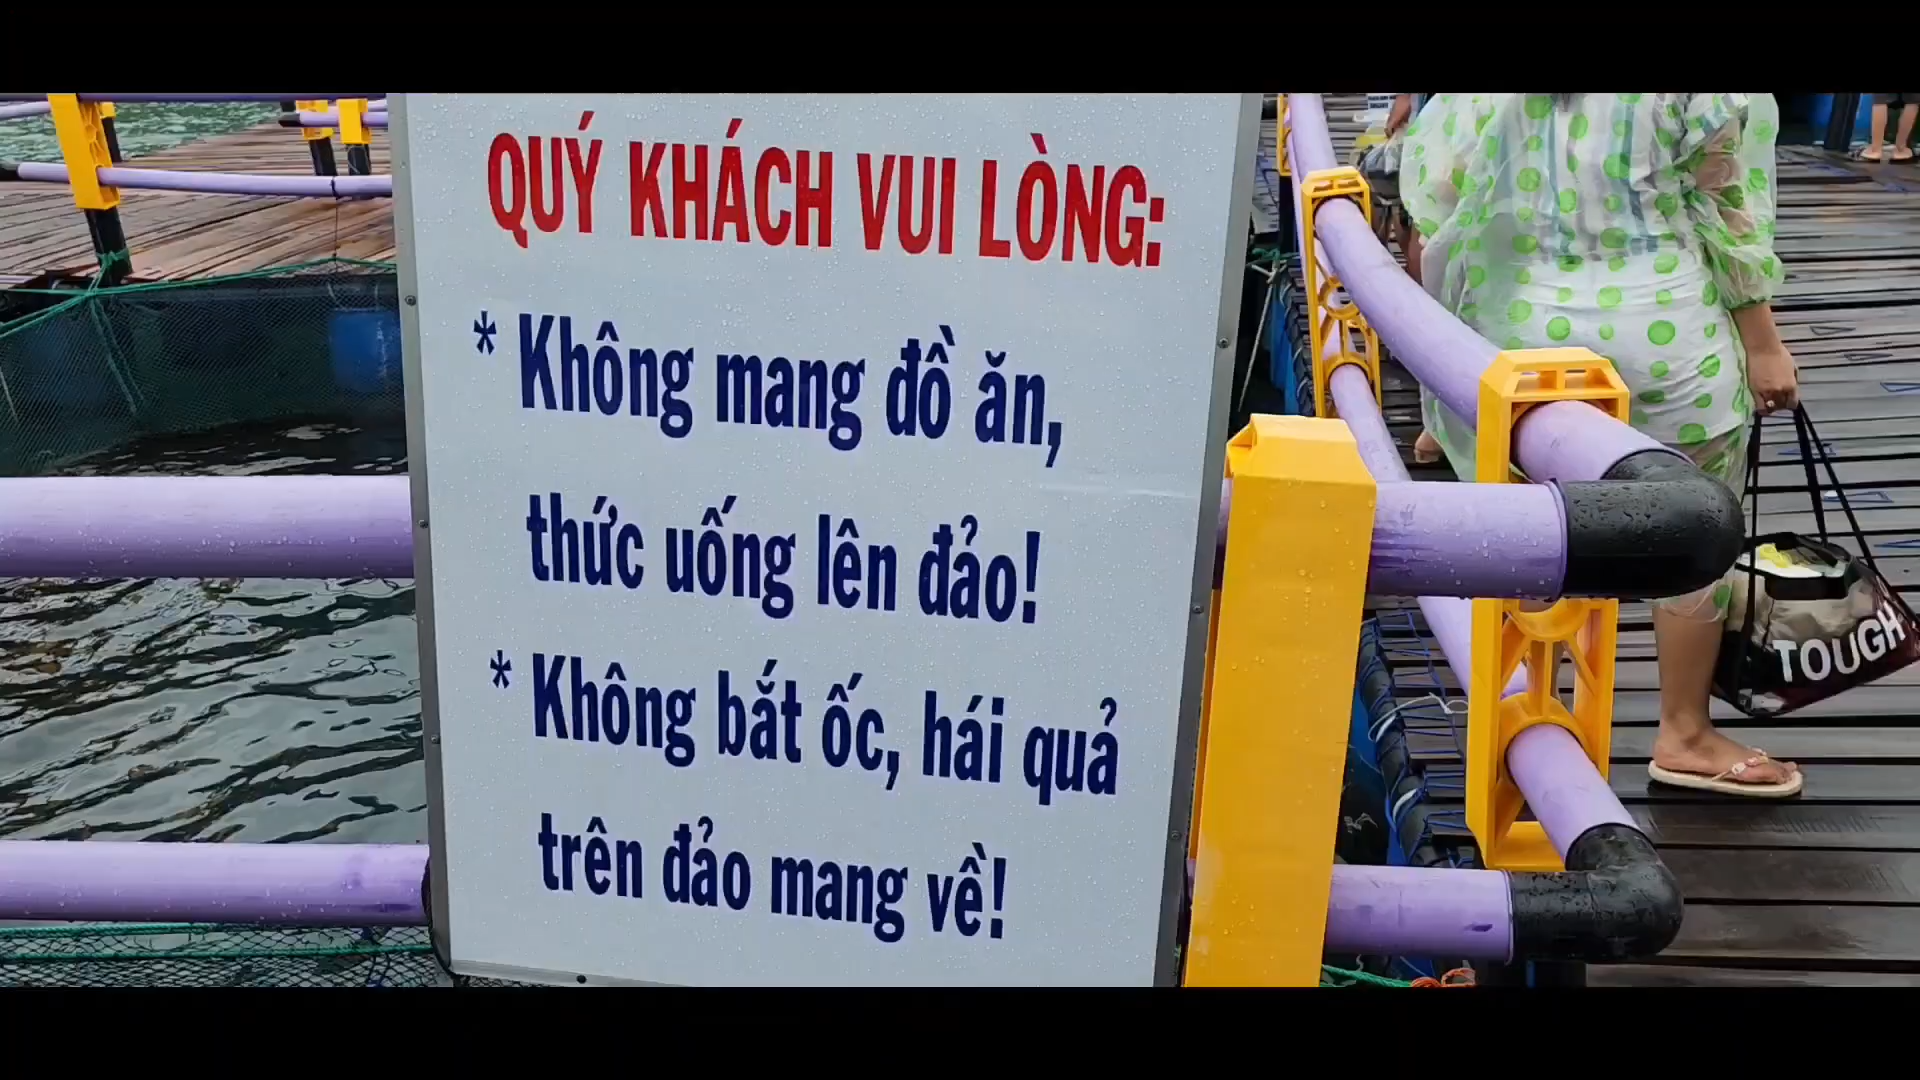 QUÝ KHÁCH VUI LÒNG:
* Không mang đồ ăn,
thức uống lên đảo!
* Không bắt ốc, hái quả
trên đảo mang về!
TOUGH